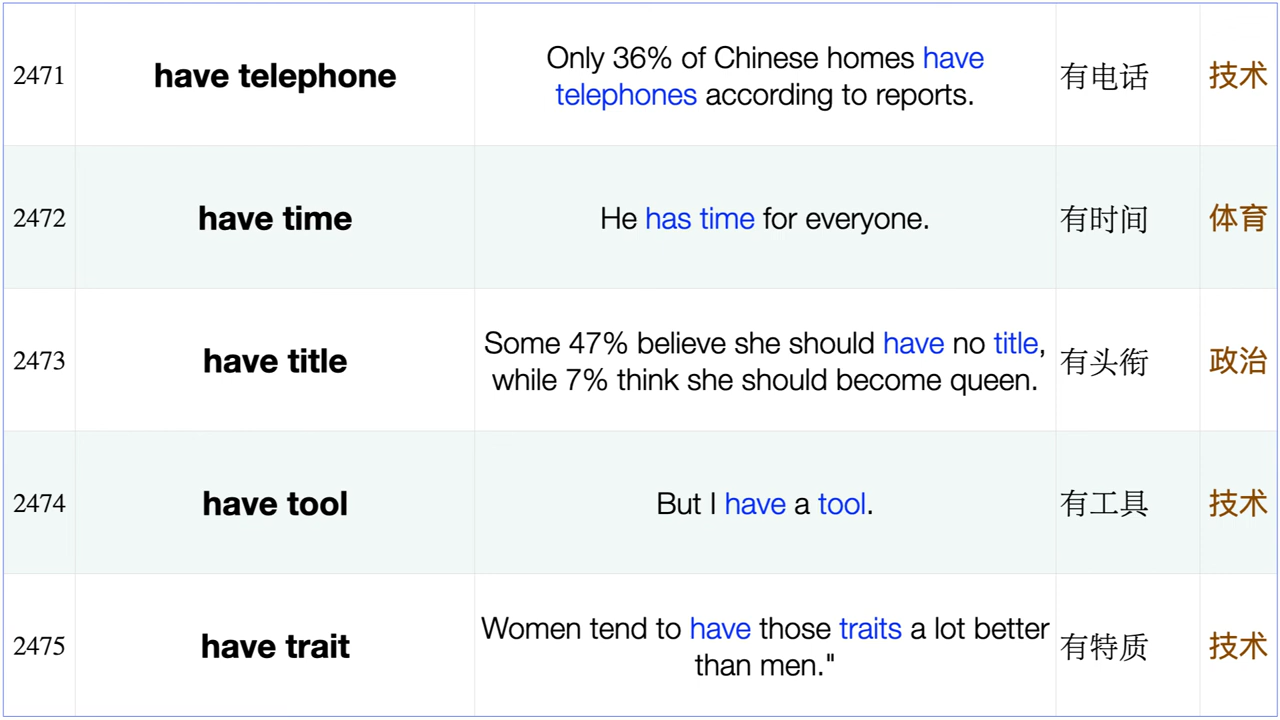 2471
have telephone
Only 36% of Chinese homes have
telephones according to reports.
有电话
技术
2472
have time
He has time for everyone.
有时间
体育
2473
have title
Some 47% believe she should have no title,
while 7% think she should become queen.
有头衔
政治
2474
have tool
But I have a tool.
有工具
技术
2475
have trait
Women tend to have those traits a lot better
than men."
有特质
技术